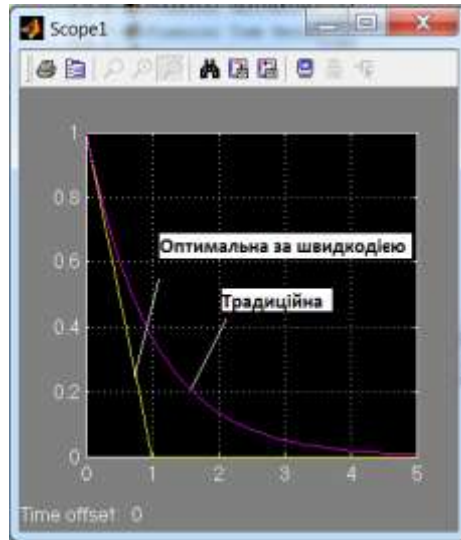 Scope1
1
0.8
Оптимальна за швидкодією
0.6
Традиційна
0.4
0.2
0
0 1 2 3 4 5
Time offset: 0